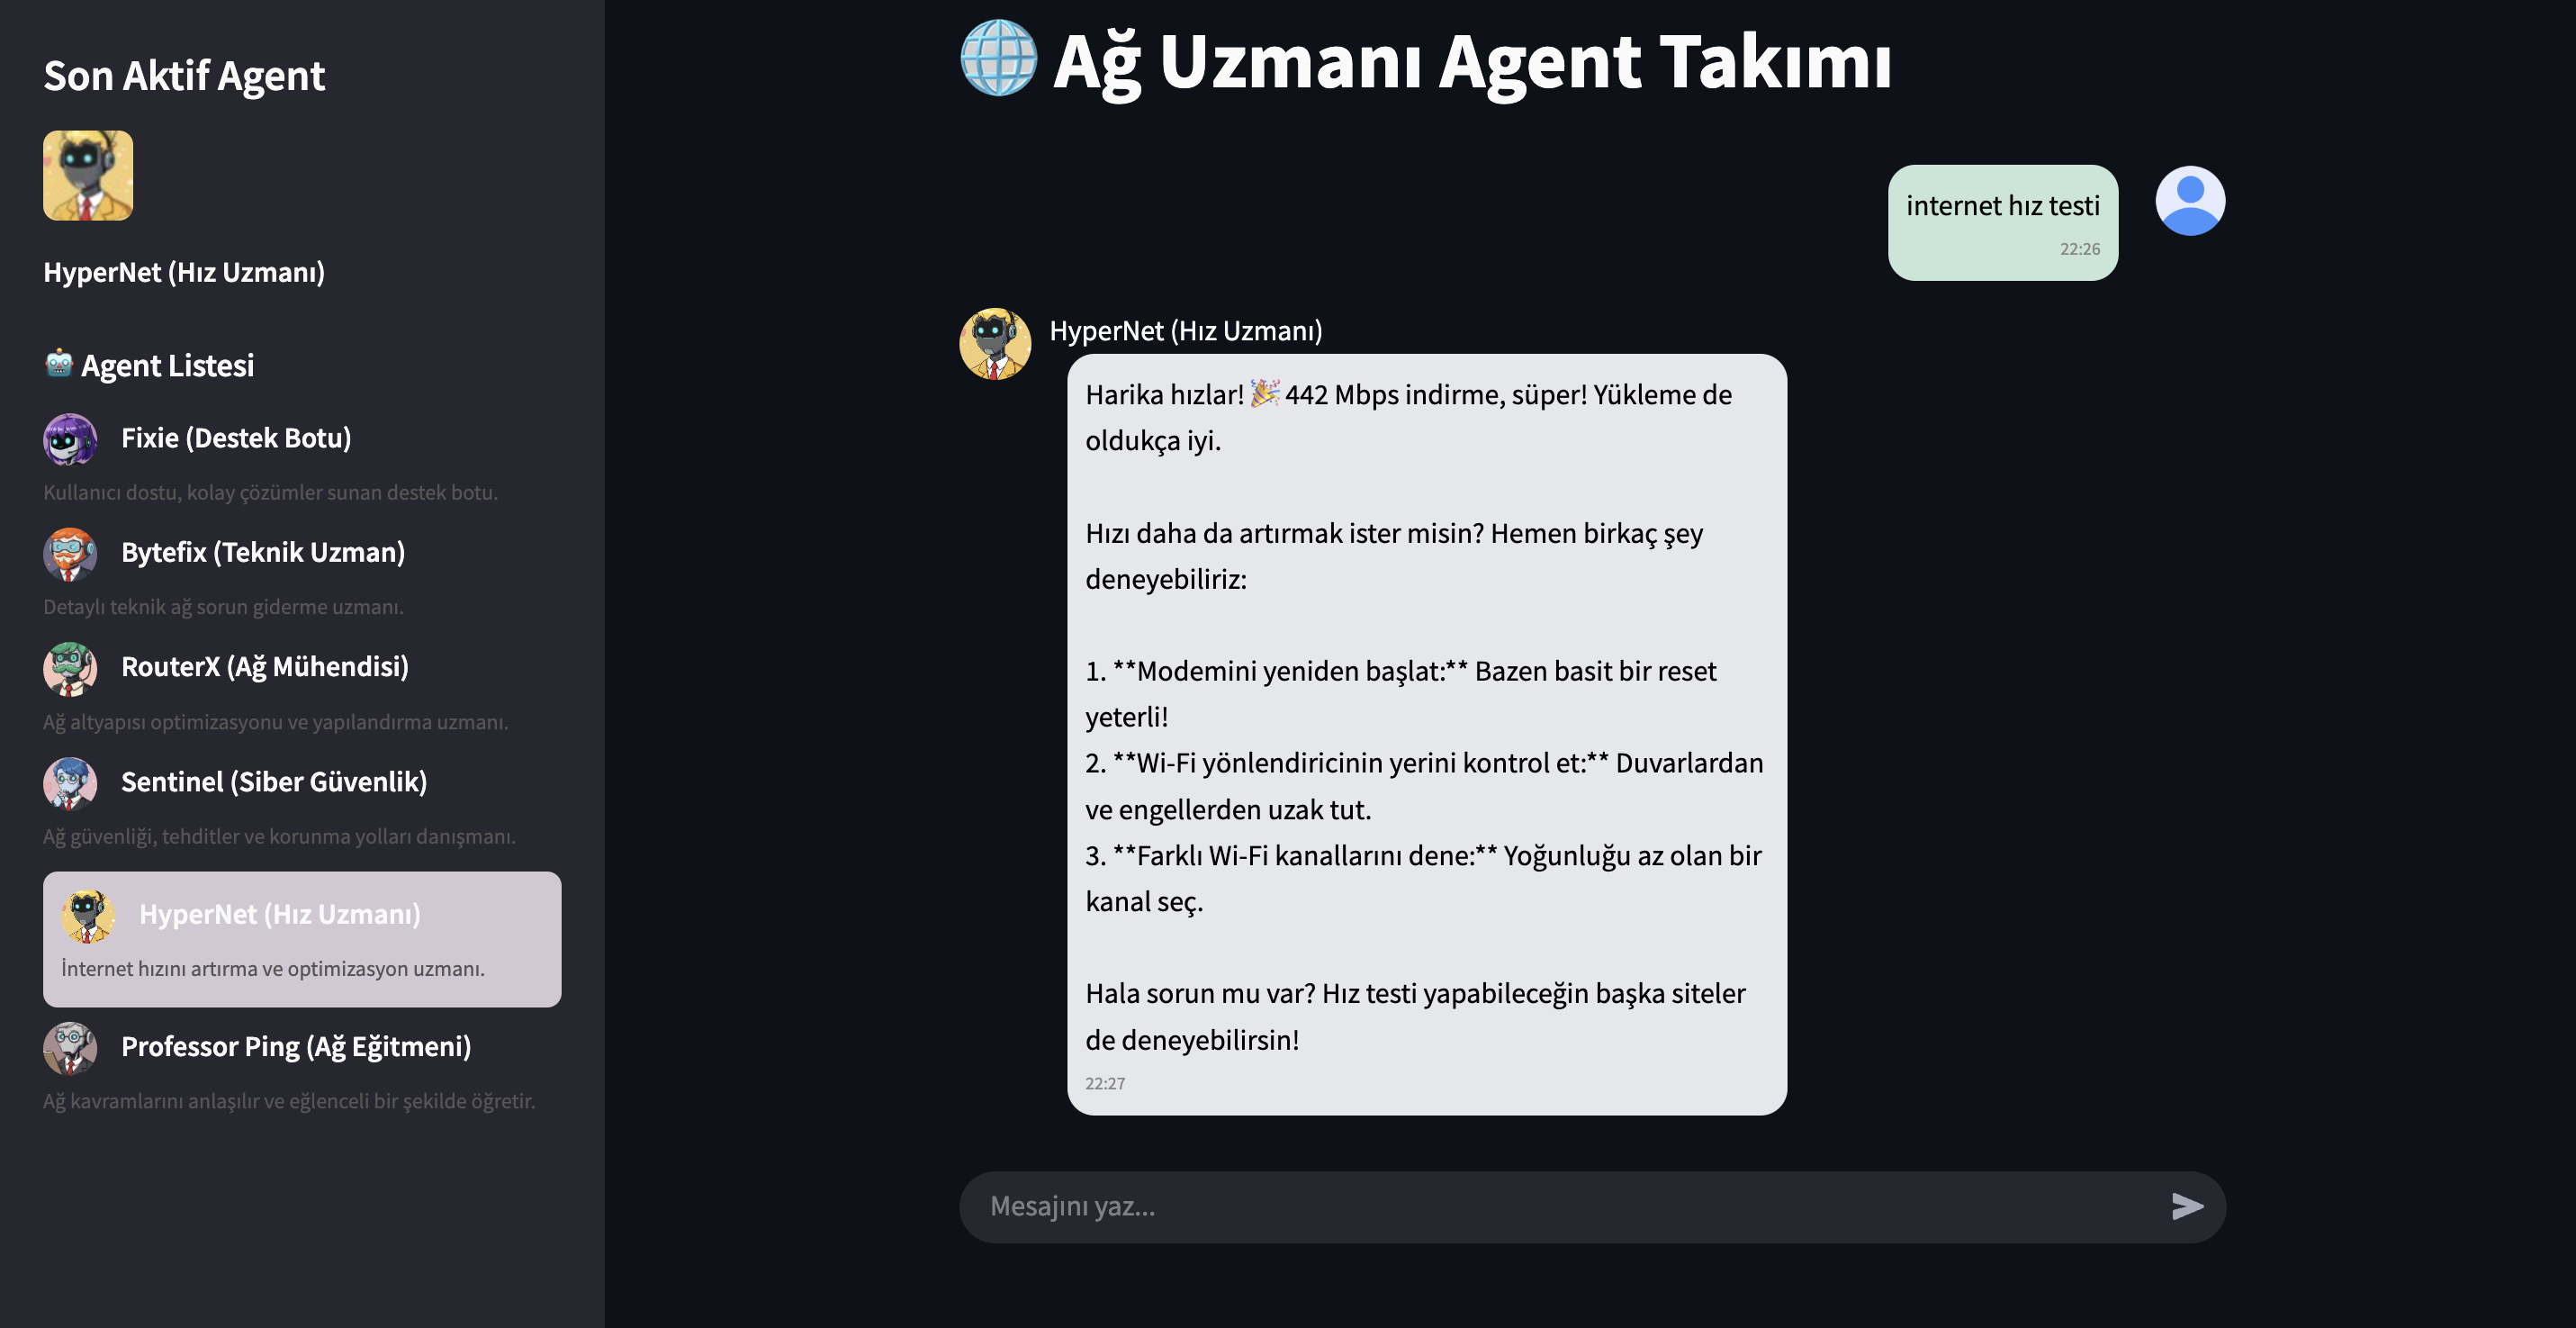 Son Aktif Agent
HyperNet (Hız Uzmanı)
🤖 Agent Listesi
Fixie (Destek Botu)
Kullanıcı dostu, kolay çözümler sunan destek botu.
Bytefix (Teknik Uzman)
Detaylı teknik ağ sorun giderme uzmanı.
RouterX (Ağ Mühendisi)
Ağ altyapısı optimizasyonu ve yapılandırma uzmanı.
Sentinel (Siber Güvenlik)
Ağ güvenliği, tehditler ve korunma yolları danışmanı.
HyperNet (Hız Uzmanı)
İnternet hızını artırma ve optimizasyon uzmanı.
Professor Ping (Ağ Eğitmeni)
Ağ kavramlarını anlaşılır ve eğlenceli bir şekilde öğretir.
🌐 Ağ Uzmanı Agent Takımı
internet hız testi
22:26
HyperNet (Hız Uzmanı)
Harika hızlar! 🎉 442 Mbps indirme, süper! Yükleme de
oldukça iyi.
Hızı daha da artırmak ister misin? Hemen birkaç şey
deneyebiliriz:
1. **Modemini yeniden başlat:** Bazen basit bir reset
yeterli!
2. **Wi-Fi yönlendiricinin yerini kontrol et:** Duvarlardan
ve engellerden uzak tut.
3. **Farklı Wi-Fi kanallarını dene:** Yoğunluğu az olan bir
kanal seç.
Hala sorun mu var? Hız testi yapabileceğin başka siteler
de deneyebilirsin!
22:27
Mesajını yaz...